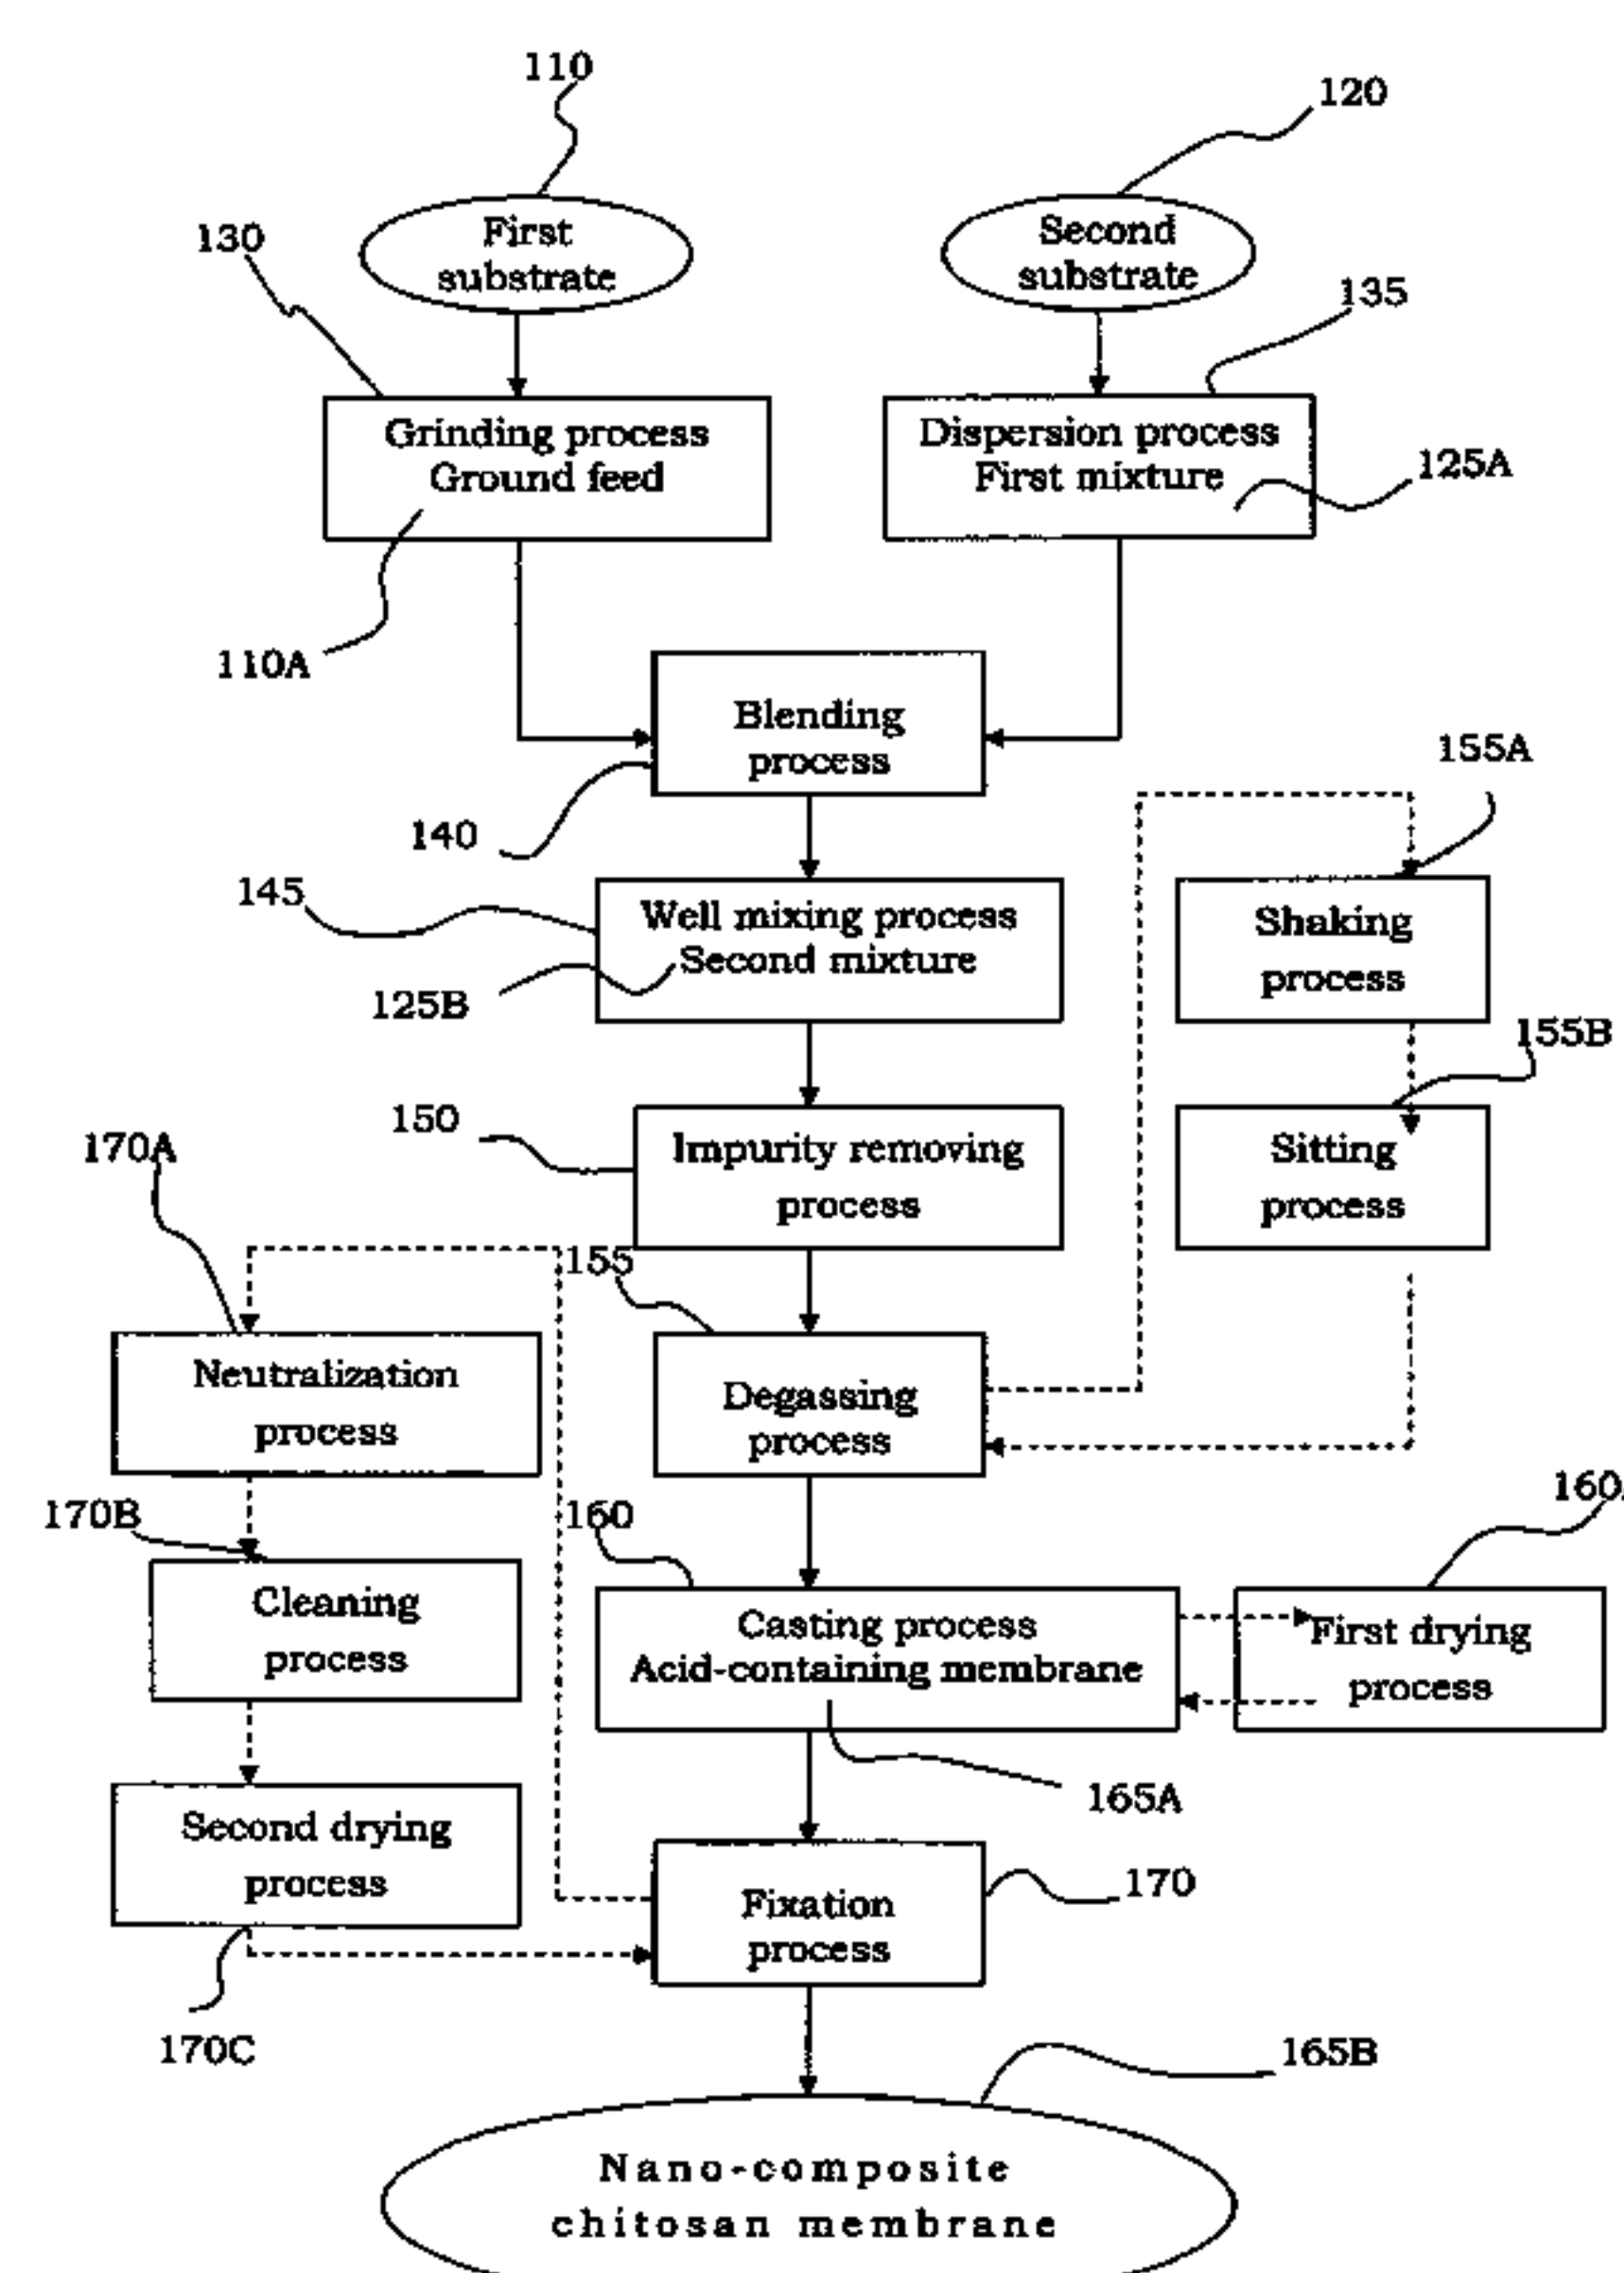 110
120
First
substrate
Second
substrate
130
135
Grinding process
Ground feed
Dispersion process
First mixture
125A
110A
Blending
process
155A
140
145
Well mixing process
Second mixture
Shaking
process
125B
155B
150
170A
Impurity removing
process
Sitting
process
155
Neutralization
process
Degassing
process
170B
160
160
Cleaning
process
Casting process
Acid-containing membrane
First drying
process
165A
Second drying
process
170
Fixation
process
170C
165B
Nano-composite
chitosan membrane